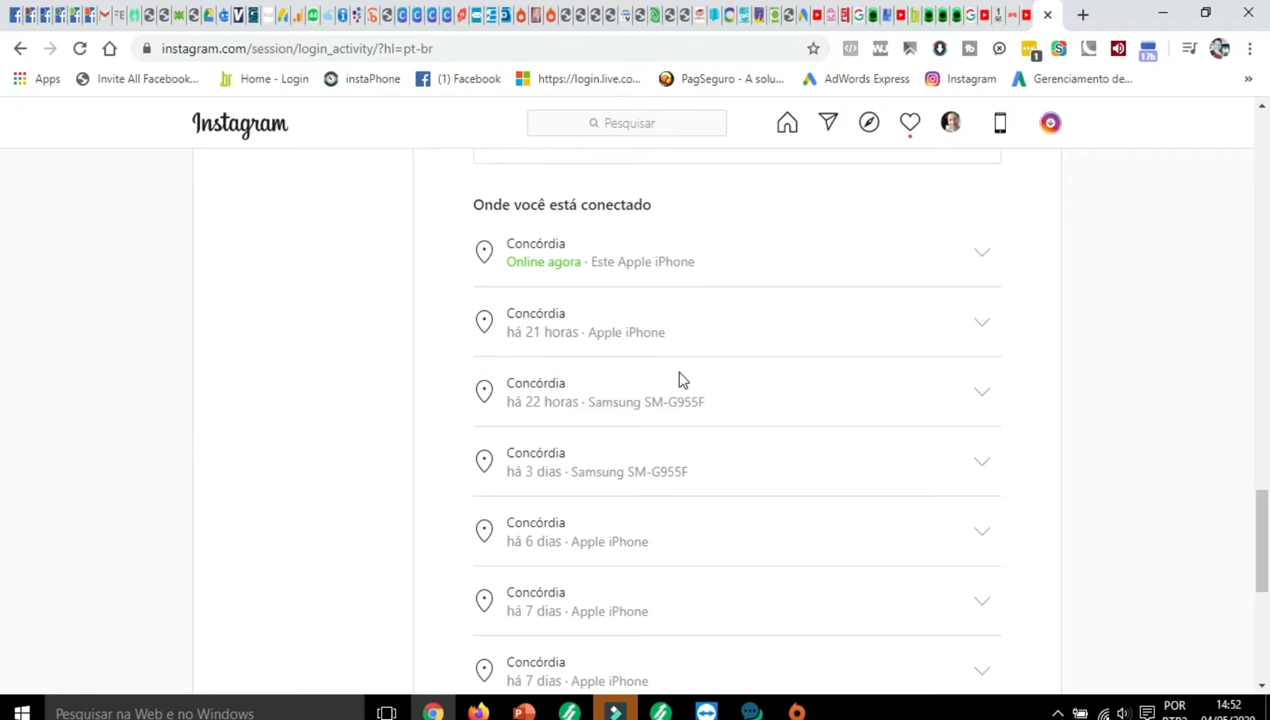 instagram.com/session/login_activity/?hl=pt-br
1
17h
Apps
Invite All Facebook...
Home - Login
instaPhone
(1) Facebook
https://login.live.co...
PagSeguro - A solu...
AdWords Express
Instagram
Gerenciamento de...
»
Instagram
Pesquisar
Onde você está conectado
Concórdia
Online agora · Este Apple iPhone
Concórdia
há 21 horas · Apple iPhone
Concórdia
há 22 horas · Samsung SM-G955F
Concórdia
há 3 dias · Samsung SM-G955F
Concórdia
há 6 dias · Apple iPhone
Concórdia
há 7 dias · Apple iPhone
Concórdia
há 7 dias · Apple iPhone
Pesquisar na Web e no Windows
POR
14:52